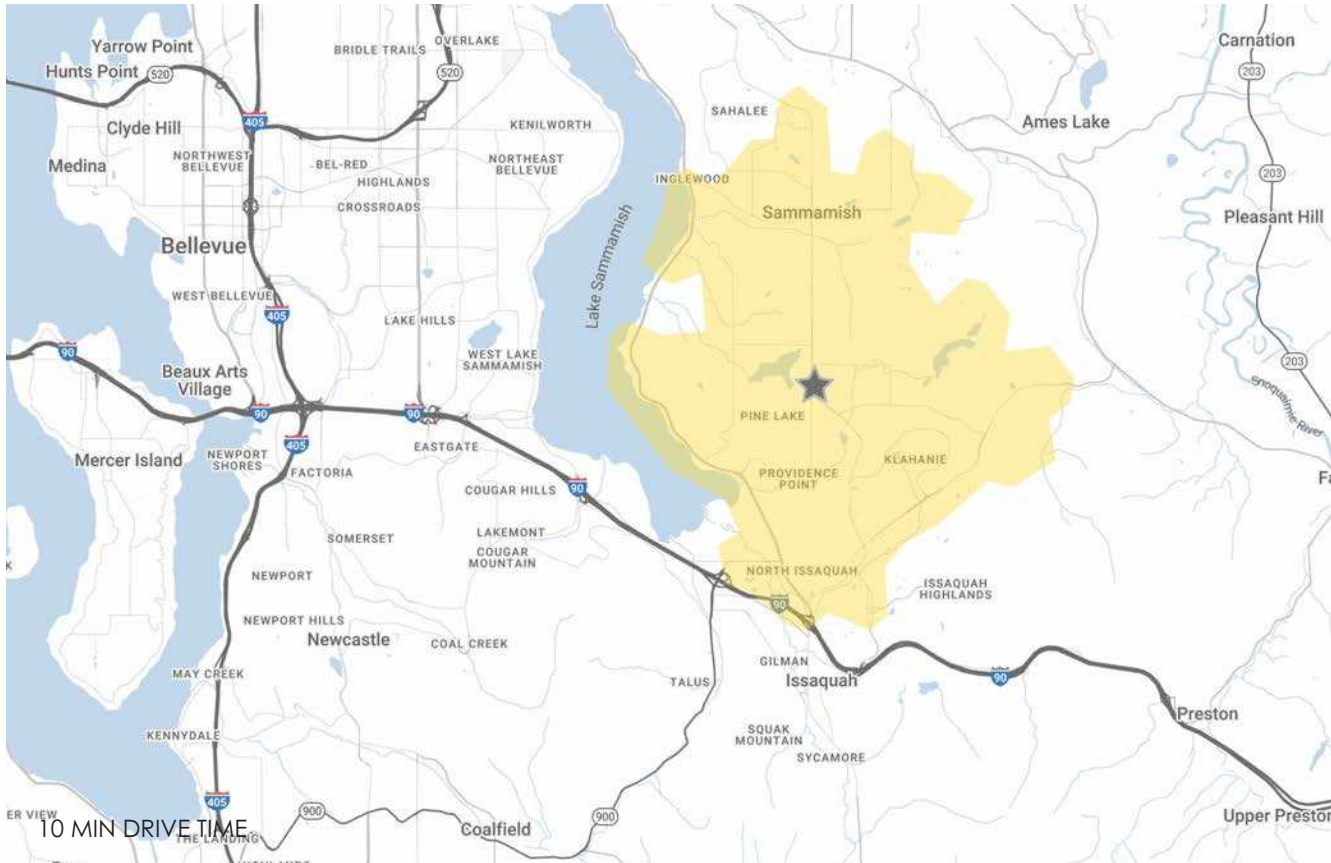 Yarrow Point
Hunts Point
520
BRIDLE TRAILS
OVERLAKE
520
Carnation
203
Clyde Hill
405
SAHALEE
KENILWORTH
Ames Lake
Medina
NORTHWEST
BELLEVUE
BEL-RED
NORTHEAST
BELLEVUE
HIGHLANDS
INGLEWOOD
203
CROSSROADS
Sammamish
Pleasant Hill
Bellevue
Lake Sammamish
WEST BELLEVUE
405
LAKE HILLS
90
WEST LAKE
SAMMAMISH
203
Beaux Arts
Village
Snoqualmie River
90
90
PINE LAKE
405
EASTGATE
Mercer Island
NEWPORT
SHORES
FACTORIA
KLAHANIE
PROVIDENCE
POINT
Fa
COUGAR HILLS
90
SOMERSET
LAKEMONT
COUGAR
MOUNTAIN
K
NEWPORT
NORTH ISSAQUAH
ISSAQUAH
HIGHLANDS
90
NEWPORT HILLS
Newcastle
COAL CREEK
GILMAN
MAY CREEK
TALUS
Issaquah
90
Preston
KENNYDALE
SQUAK
MOUNTAIN
SYCAMORE
405
900
900
ER VIEW
10 MIN DRIVE TIME
THE LANDING
Coalfield
Upper Preston